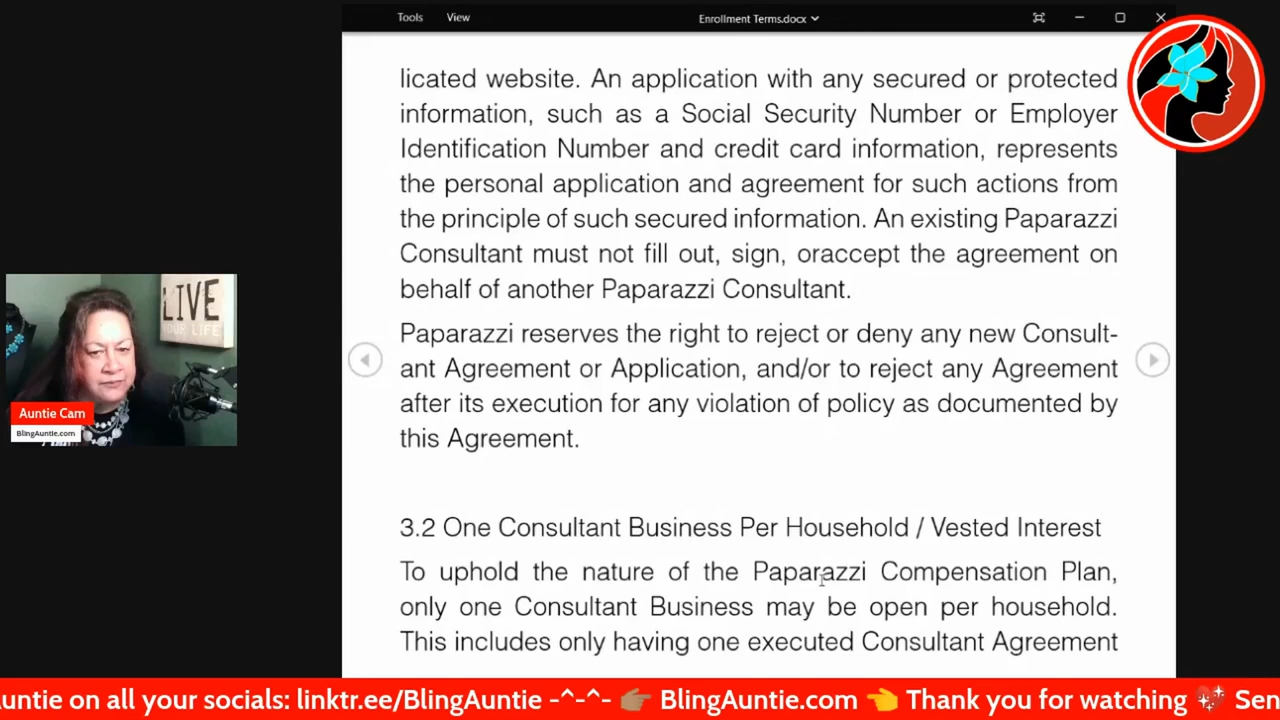 Tools View
Enrollment Terms.docx
licated website. An application with any secured or protected
information, such as a Social Security Number or Employer
Identification Number and credit card information, represents
the personal application and agreement for such actions from
the principle of such secured information. An existing Paparazzi
Consultant must not fill out, sign, oraccept the agreement on
behalf of another Paparazzi Consultant.
Paparazzi reserves the right to reject or deny any new Consult-
ant Agreement or Application, and/or to reject any Agreement
after its execution for any violation of policy as documented by
this Agreement.
3.2 One Consultant Business Per Household / Vested Interest
To uphold the nature of the Paparazzi Compensation Plan,
only one Consultant Business may be open per household.
This includes only having one executed Consultant Agreement
LIVE
YOUR LIFE
Auntie Cam
BlingAuntie.com
Auntie on all your socials: linktr.ee/BlingAuntie -^-^- 👉🏽 BlingAuntie.com 👈 Thank you for watching 💖 Sen